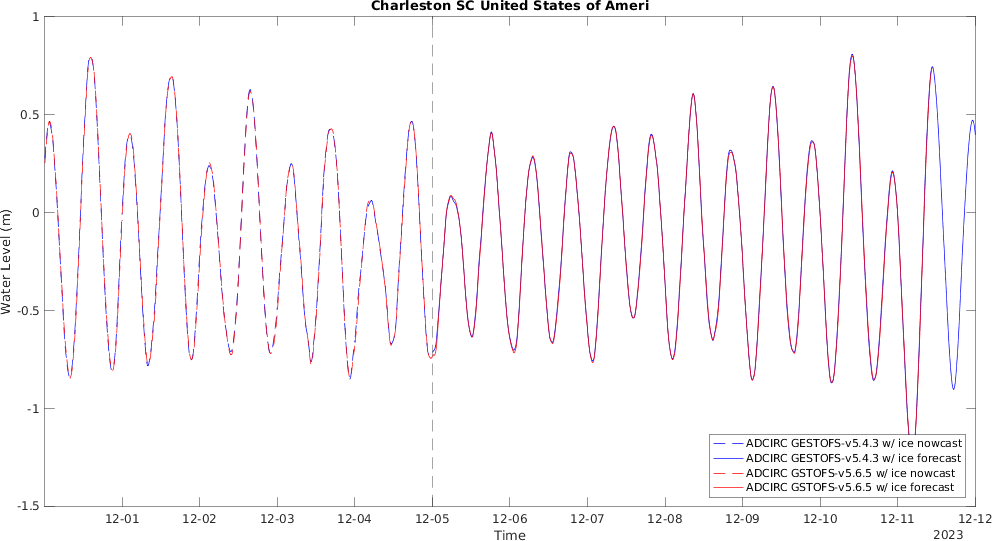 Charleston SC United States of Ameri
1
0.5
0
-0.5
-1
-1.5
Water Level (m)
ADCIRC GESTOFS-v5.4.3 w/ ice nowcast
ADCIRC GESTOFS-v5.4.3 w/ ice forecast
ADCIRC GSTOFS-v5.6.5 w/ ice nowcast
ADCIRC GSTOFS-v5.6.5 w/ ice forecast
12-01 12-02 12-03 12-04 12-05 12-06 12-07 12-08 12-09 12-10 12-11 12-12
Time
2023